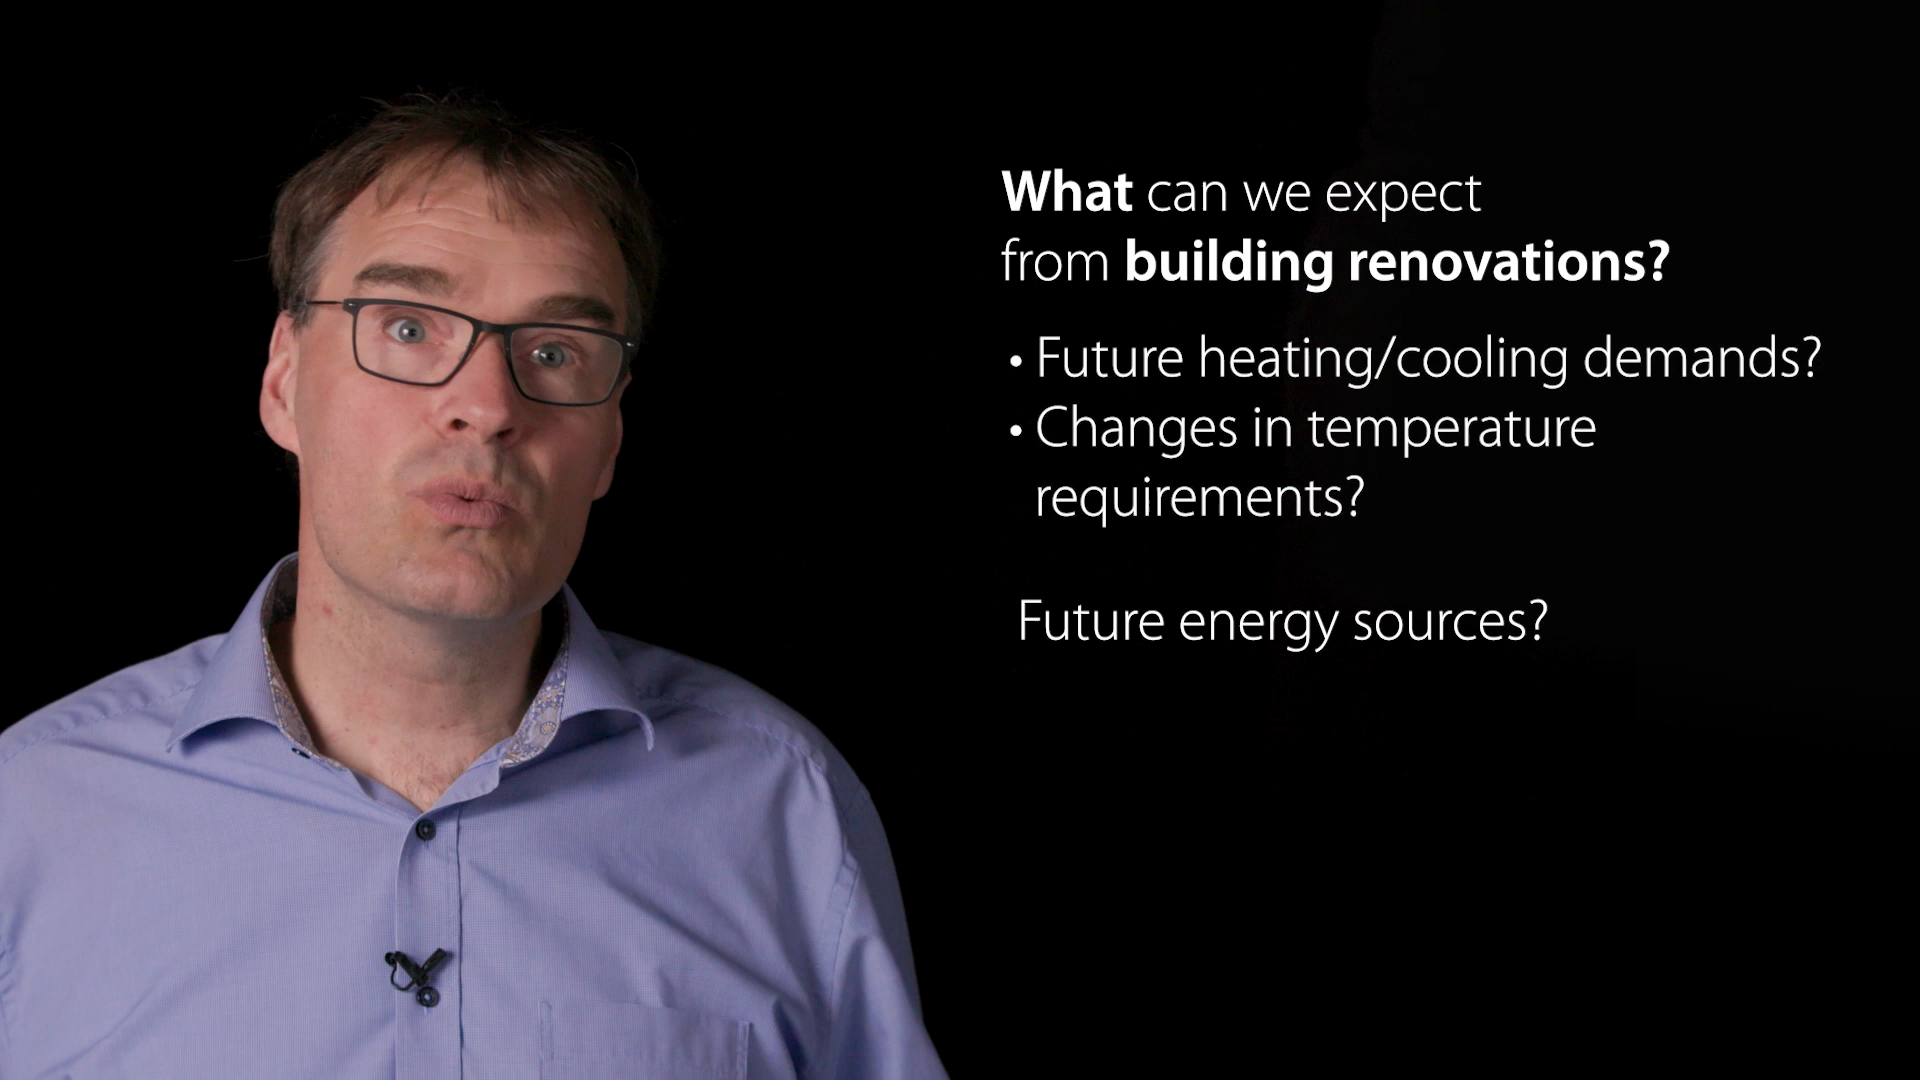 What can we expect
from building renovations?
• Future heating/cooling demands?
• Changes in temperature
requirements?
Future energy sources?